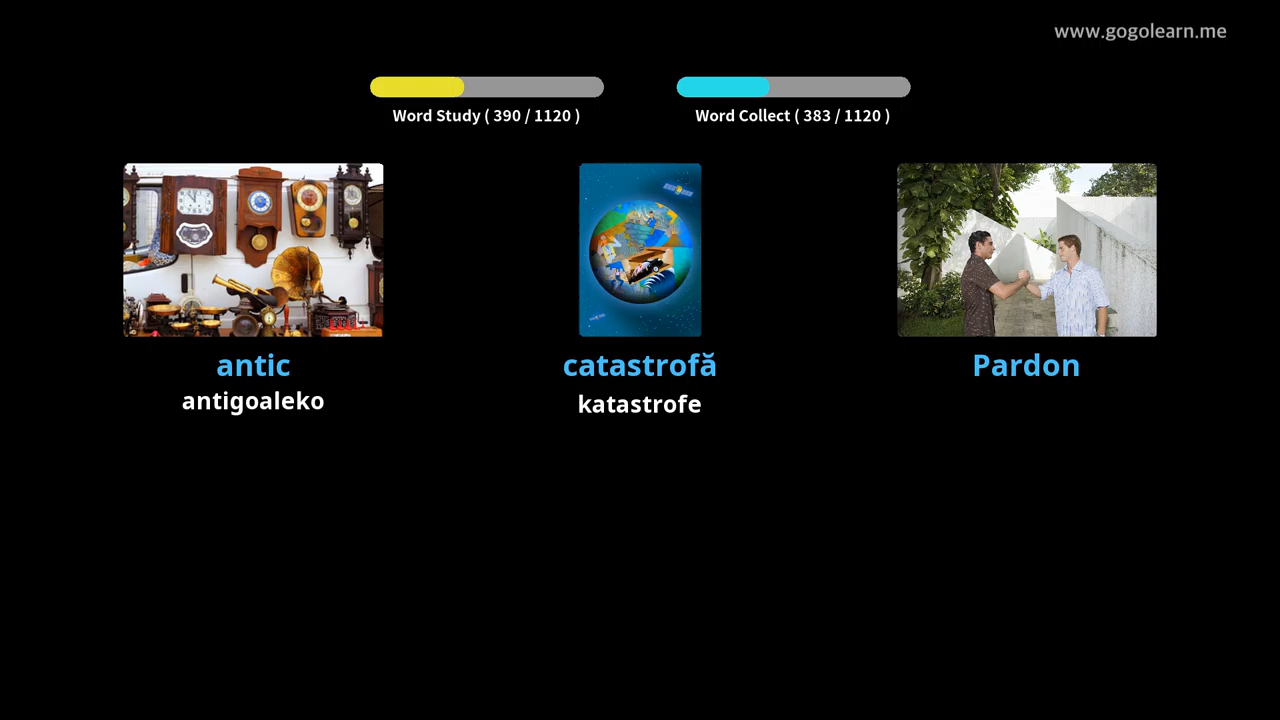 www.gogolearn.me
Word Study ( 390 / 1120 )
Word Collect ( 383 / 1120 )
antic
catastrofă
Pardon
antigoaleko
katastrofe